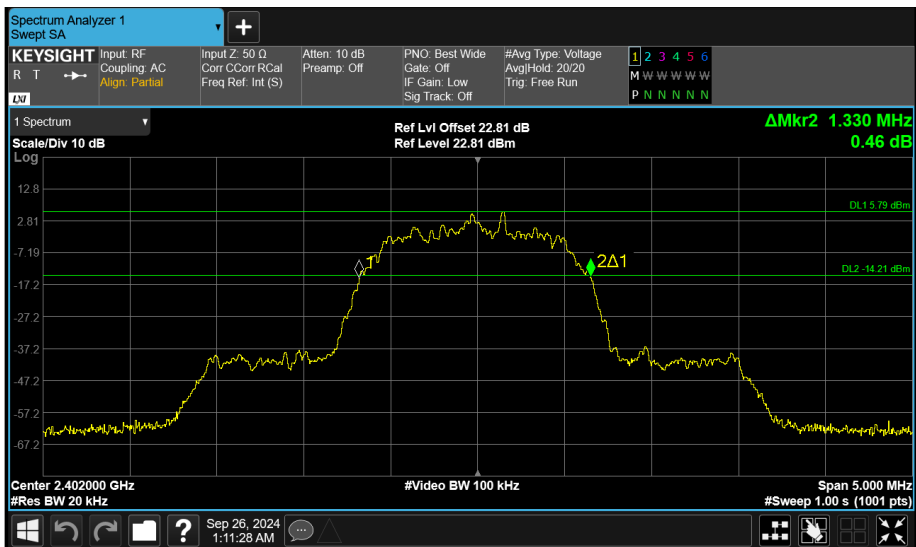 Spectrum Analyzer 1
Swept SA
+
KEYSIGHT
R T
LXI
Input: RF
Coupling: AC
Align: Partial
Input Z: 50 Ω
Corr CCorr RCal
Freq Ref: Int (S)
Atten: 10 dB
Preamp: Off
PNO: Best Wide
Gate: Off
IF Gain: Low
Sig Track: Off
#Avg Type: Voltage
Avg|Hold: 20/20
Trig: Free Run
1 2 3 4 5 6
M W W W W W
P N N N N N
1 Spectrum
Scale/Div 10 dB
Ref Lvl Offset 22.81 dB
Ref Level 22.81 dBm
ΔMkr2 1.330 MHz
0.46 dB
Log
12.8
DL1 5.79 dBm
2.81
-7.19
1
2Δ1
DL2 -14.21 dBm
-17.2
-27.2
-37.2
-47.2
-57.2
-67.2
Center 2.402000 GHz
#Video BW 100 kHz
Span 5.000 MHz
#Res BW 20 kHz
#Sweep 1.00 s (1001 pts)
?
Sep 26, 2024
1:11:28 AM